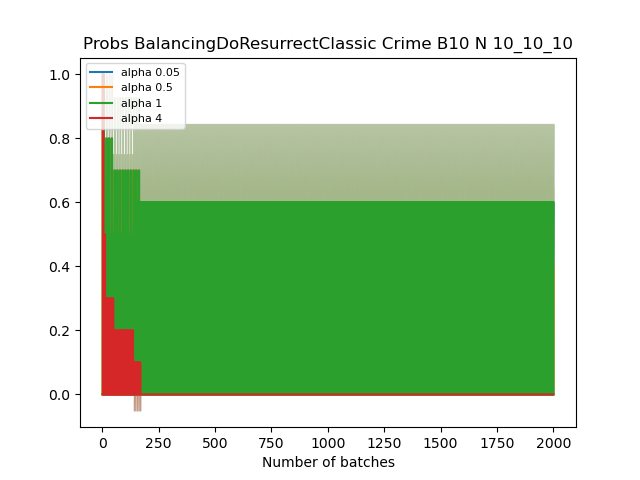 Probs BalancingDoResurrectClassic Crime B10 N 10_10_10
alpha 0.05
alpha 0.5
alpha 1
alpha 4
1.0
0.8
0.6
0.4
0.2
0.0
0 250 500 750 1000 1250 1500 1750 2000
Number of batches